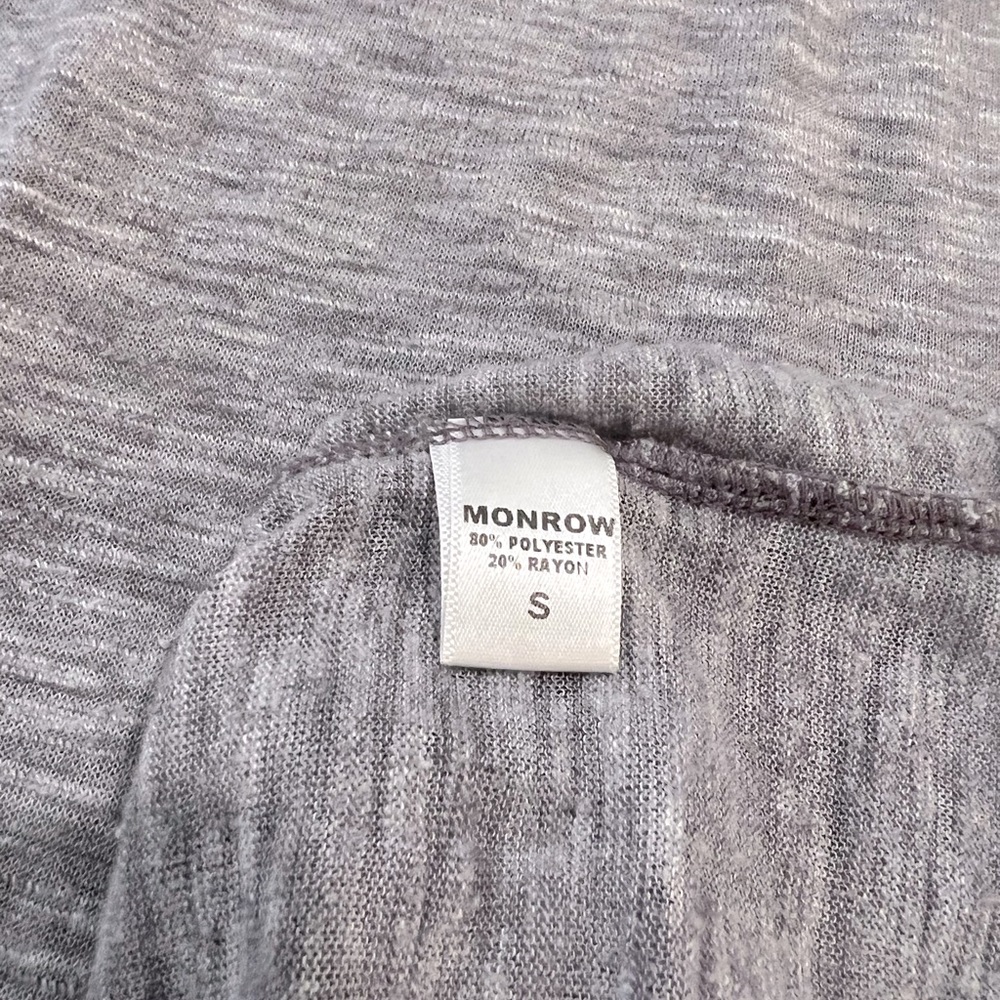 MONROW
80% POLYESTER
20% RAYON
S